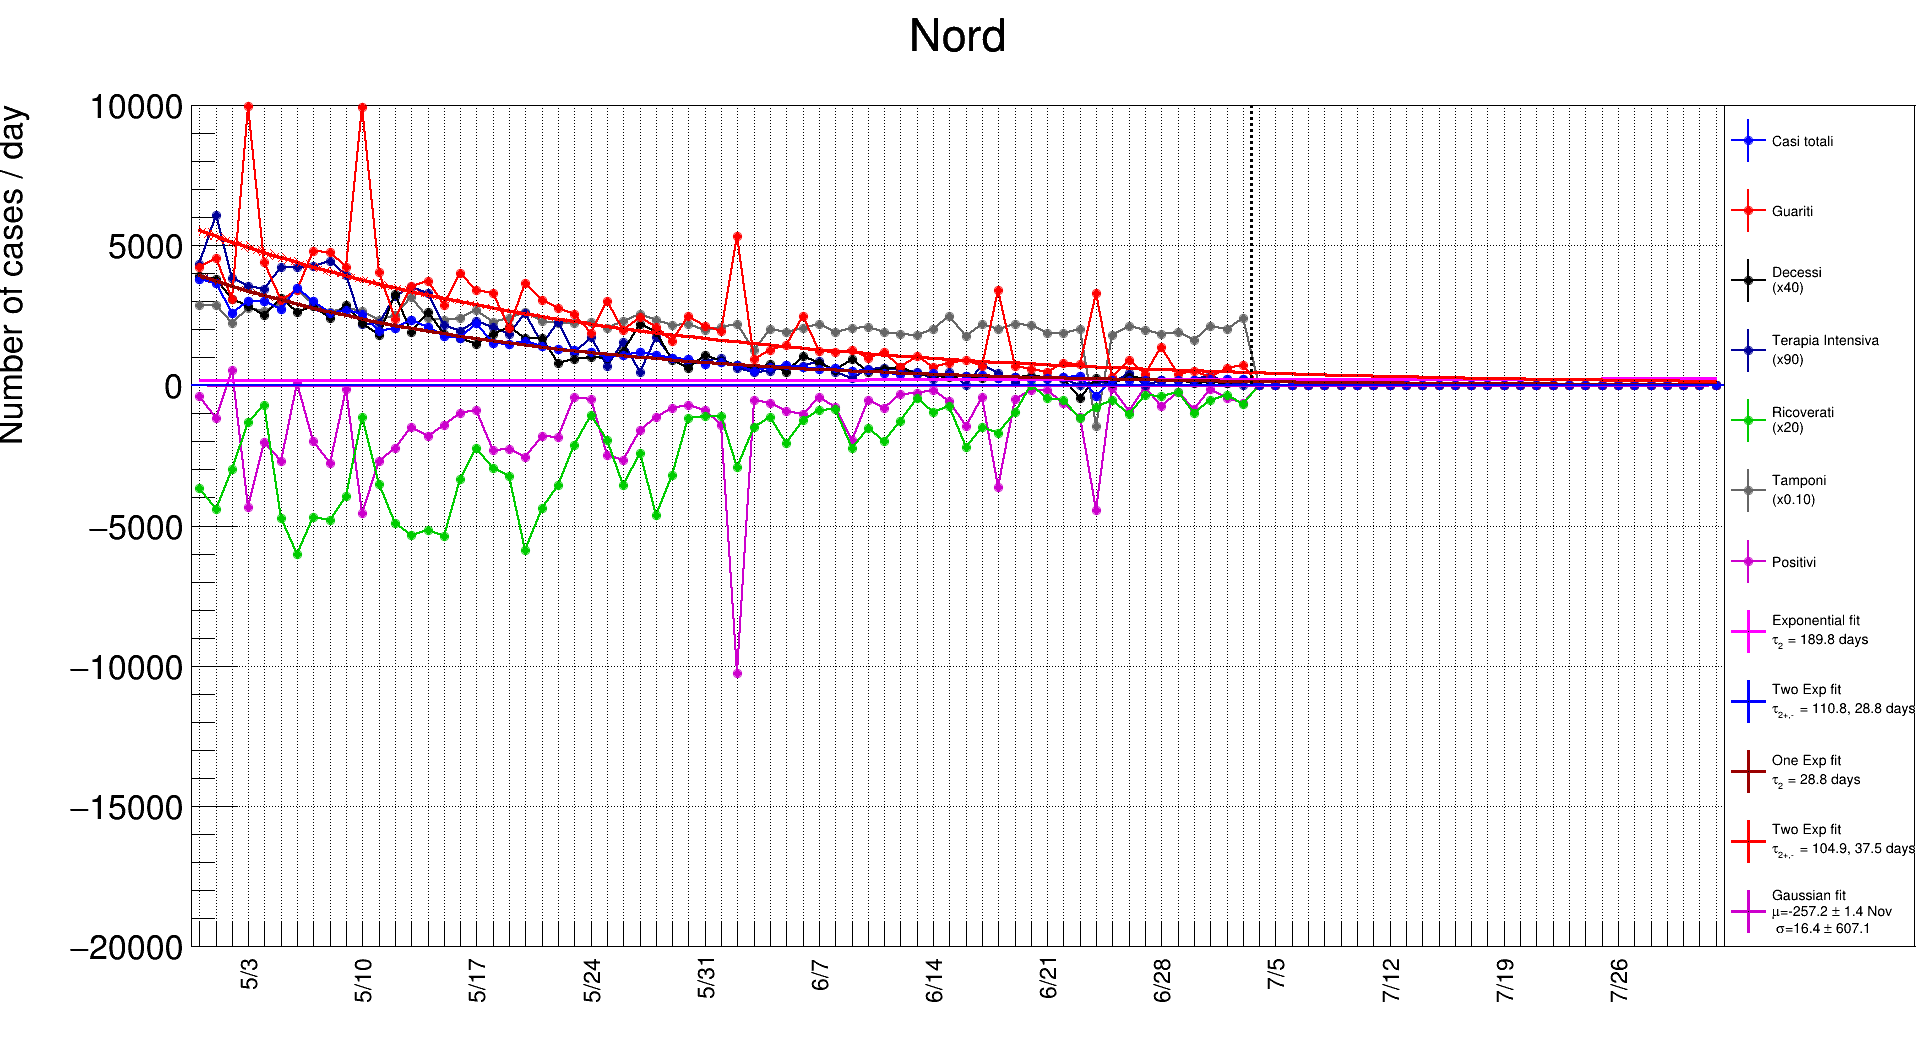 Nord
Number of cases / day
10000
5000
0
−5000
−10000
−15000
−20000
5/3
5/10
5/17
5/24
5/31
6/7
6/14
6/21
6/28
7/5
7/12
7/19
7/26
Casi totali
Guariti
Decessi
(x40)
Terapia Intensiva
(x90)
Ricoverati
(x20)
Tamponi
(x0.10)
Positivi
Exponential fit
τ2 = 189.8 days
Two Exp fit
τ2+,- = 110.8, 28.8 days
One Exp fit
τ2 = 28.8 days
Two Exp fit
τ2+,- = 104.9, 37.5 days
Gaussian fit
μ=-257.2 ± 1.4 Nov
σ=16.4 ± 607.1